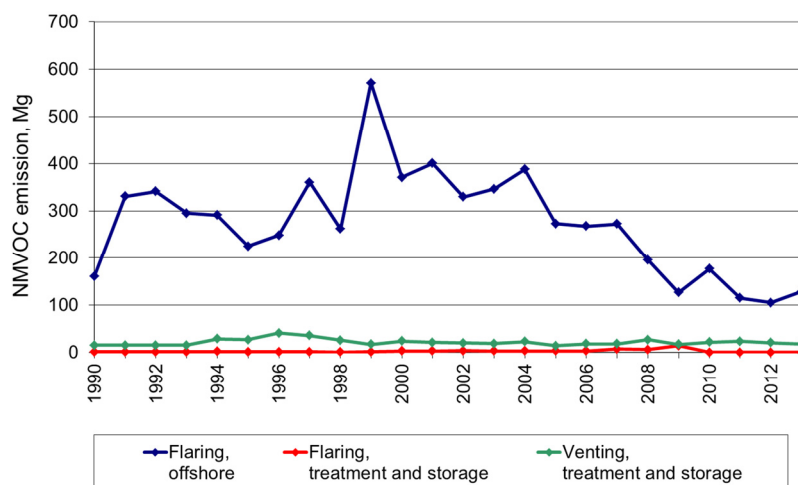 700
600
500
400
300
200
100
0
NMVOC emission, Mg
1990
1992
1994
1996
1998
2000
2002
2004
2006
2008
2010
2012
Flaring,
offshore
Flaring,
treatment and storage
Venting,
treatment and storage